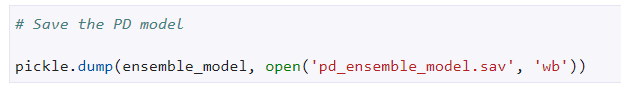 # Save the PD model
pickle.dump(ensemble_model, open('pd_ensemble_model.sav', 'wb'))